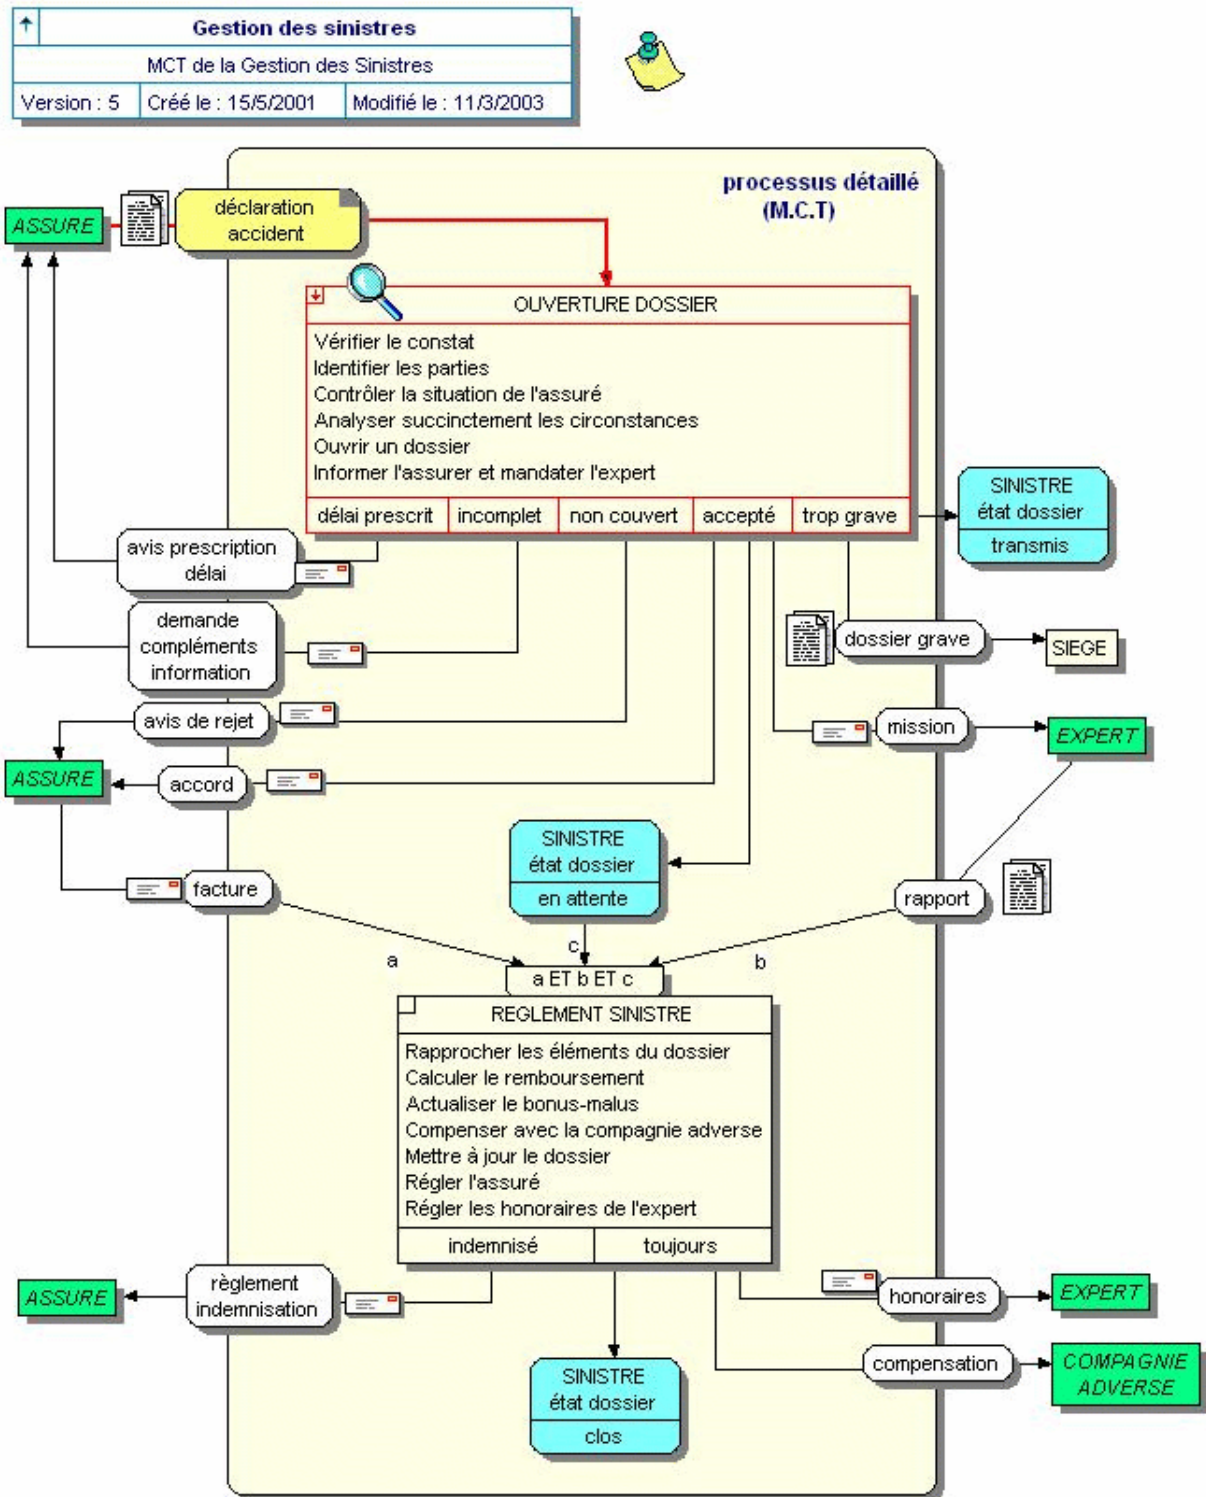 Gestion des sinistres
MCT de la Gestion des Sinistres
Version : 5
Créé le : 15/5/2001
Modifié le : 11/3/2003
processus détaillé
(M.C.T)
ASSURE
déclaration
accident
OUVERTURE DOSSIER
Vérifier le constat
Identifier les parties
Contrôler la situation de l'assuré
Analyser succinctement les circonstances
Ouvrir un dossier
Informer l'assurer et mandater l'expert
délai prescrit
incomplet
non couvert
accepté
trop grave
SINISTRE
état dossier
transmis
avis prescription
délai
demande
compléments
information
dossier grave
SIEGE
avis de rejet
mission
EXPERT
ASSURE
accord
SINISTRE
état dossier
en attente
facture
rapport
a
c
b
a ET b ET c
REGLEMENT SINISTRE
Rapprocher les éléments du dossier
Calculer le remboursement
Actualiser le bonus-malus
Compenser avec la compagnie adverse
Mettre à jour le dossier
Régler l'assuré
Régler les honoraires de l'expert
indemnisé
toujours
ASSURE
règlement
indemnisation
honoraires
EXPERT
compensation
COMPAGNIE
ADVERSE
SINISTRE
état dossier
clos